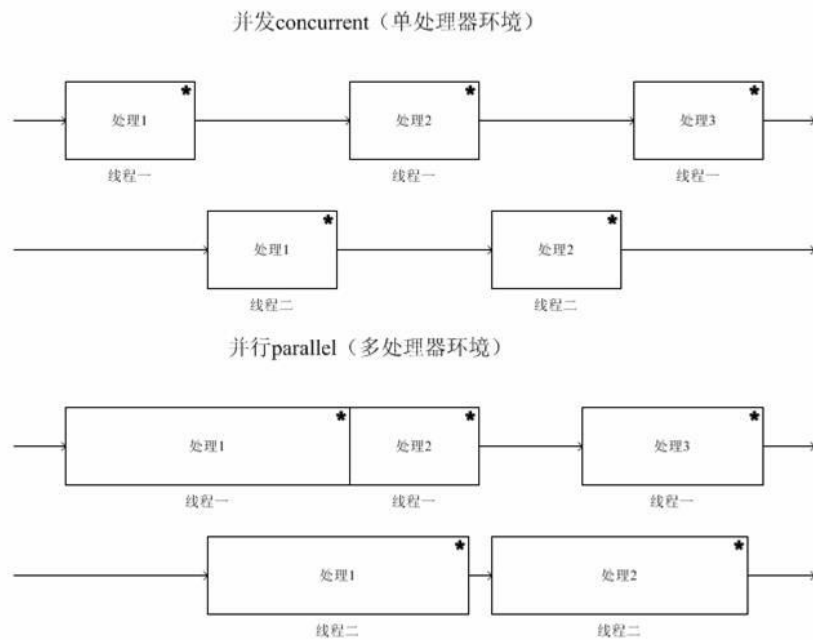 并发concurrent（单处理器环境）
* * *
处理1 处理2 处理3
线程一 线程一 线程一
* *
处理1 处理2
线程二 线程二
并行parallel（多处理器环境）
* * *
处理1 处理2 处理3
线程一 线程一 线程一
* *
处理1 处理2
线程二 线程二